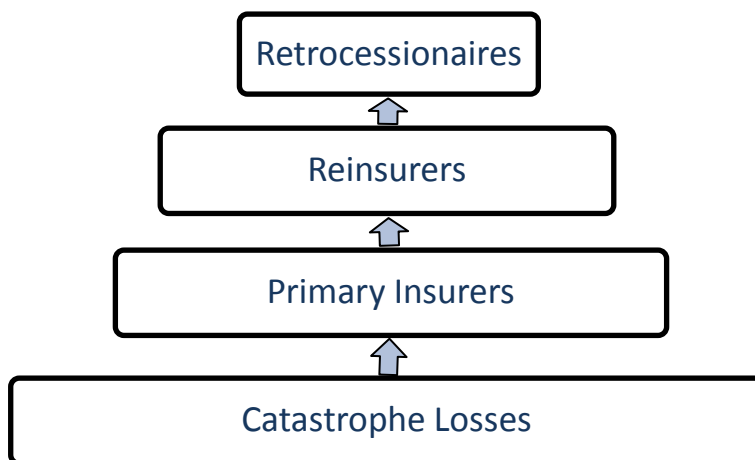 Retrocessionaires
Reinsurers
Primary Insurers
Catastrophe Losses